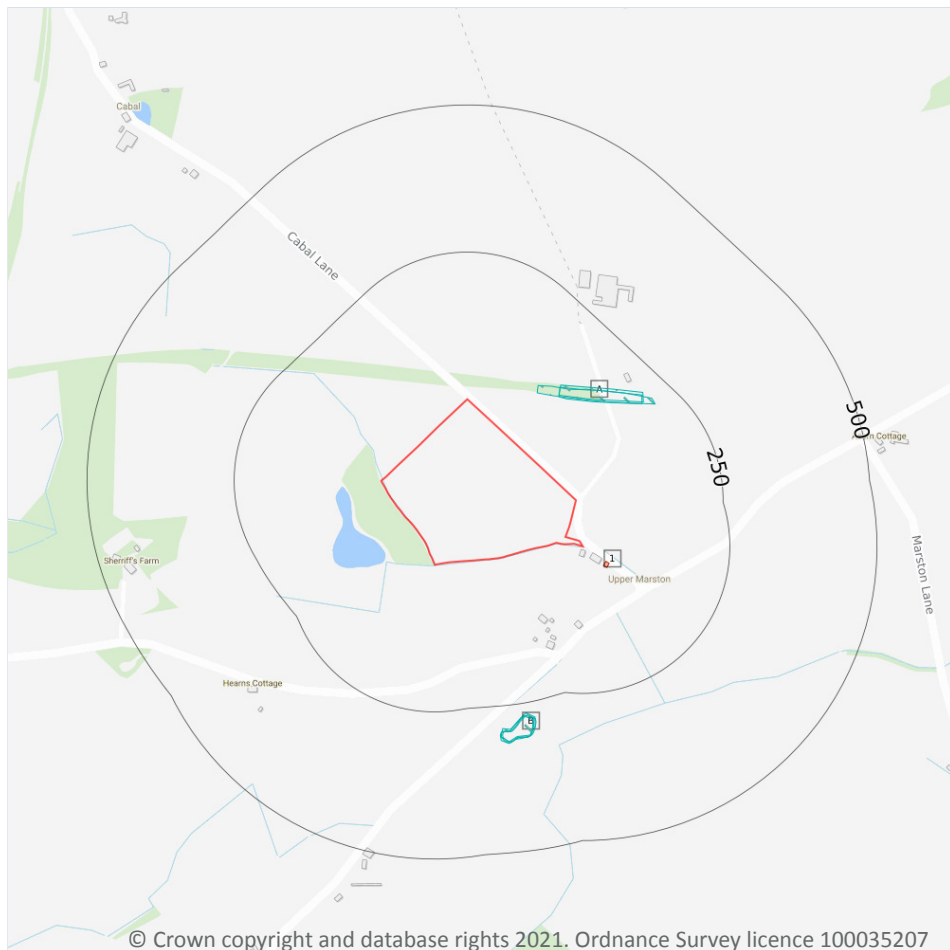 Cabal
Cabal Lane
A
500
250
Marston Lane
Sherriff's Farm
1
Upper Marston
Hearns Cottage
© Crown copyright and database rights 2021. Ordnance Survey licence 100035207